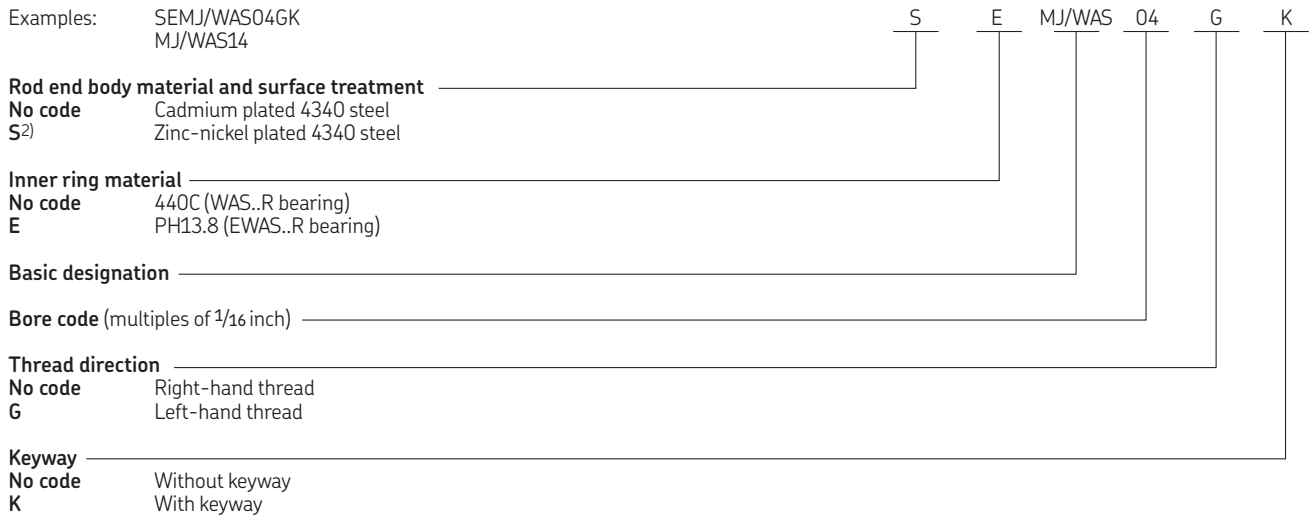 Examples: SEMJ/WAS04GK S E MJ/WAS 04 G K
MJ/WAS14
Rod end body material and surface treatment
No code Cadmium plated 4340 steel
S2) Zinc-nickel plated 4340 steel
Inner ring material
No code 440C (WAS..R bearing)
E PH13.8 (EWAS..R bearing)
Basic designation
Bore code (multiples of 1/16 inch)
Thread direction
No code Right-hand thread
G Left-hand thread
Keyway
No code Without keyway
K With keyway